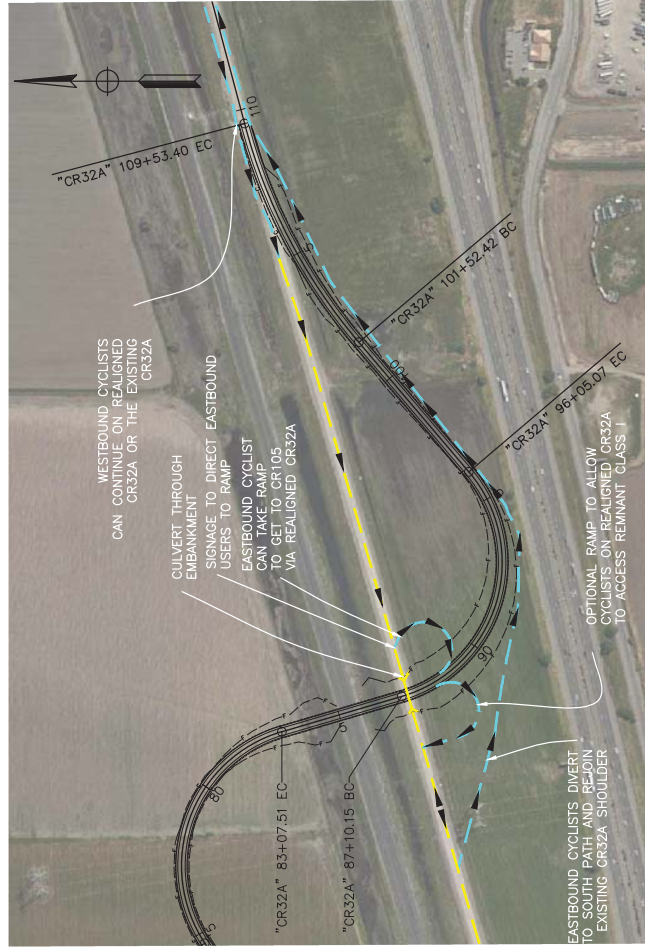 "CR32A" 109+53.40 EC
110
WESTBOUND CYCLISTS
CAN CONTINUE ON REALIGNED
CR32A OR THE EXISTING
CR32A
5
"CR32A" 101+52.42 BC
100
CULVERT THROUGH
EMBANKMENT
SIGNAGE TO DIRECT EASTBOUND
USERS TO RAMP
EASTBOUND CYCLIST
CAN TAKE RAMP
TO GET TO CR105
VIA REALIGNED CR32A
"CR32A" 96+05.07 EC
90
80
5
"CR32A" 83+07.51 EC
"CR32A" 87+10.15 BC
OPTIONAL RAMP TO ALLOW
CYCLISTS ON REALIGNED CR32A
TO ACCESS REMNANT CLASS I
EASTBOUND CYCLISTS DIVERT
TO SOUTH PATH AND REJOIN
EXISTING CR32A SHOULDER